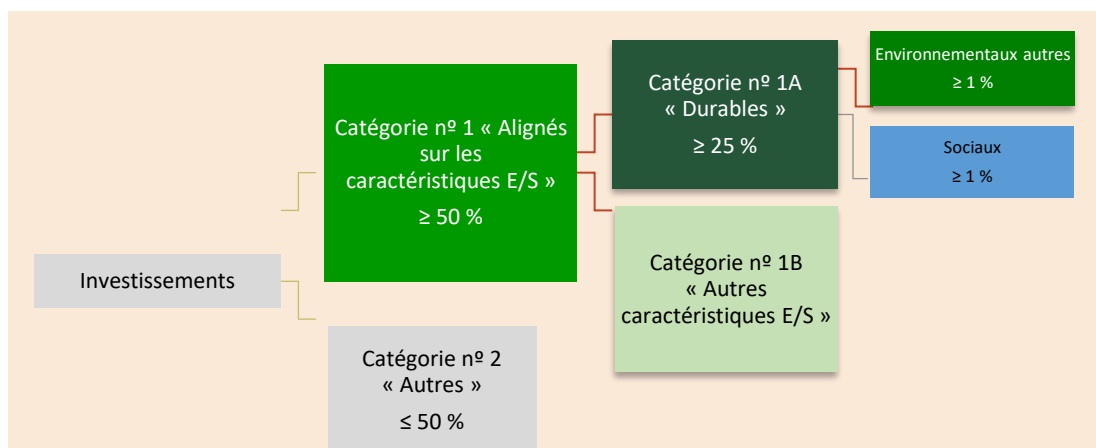 Investissements
Catégorie nº 1 « Alignés
sur les
caractéristiques E/S »
≥ 50 %
Catégorie nº 2
« Autres »
≤ 50 %
Catégorie nº 1A
« Durables »
≥ 25 %
Catégorie nº 1B
« Autres
caractéristiques E/S »
Environnementaux autres
≥ 1 %
Sociaux
≥ 1 %